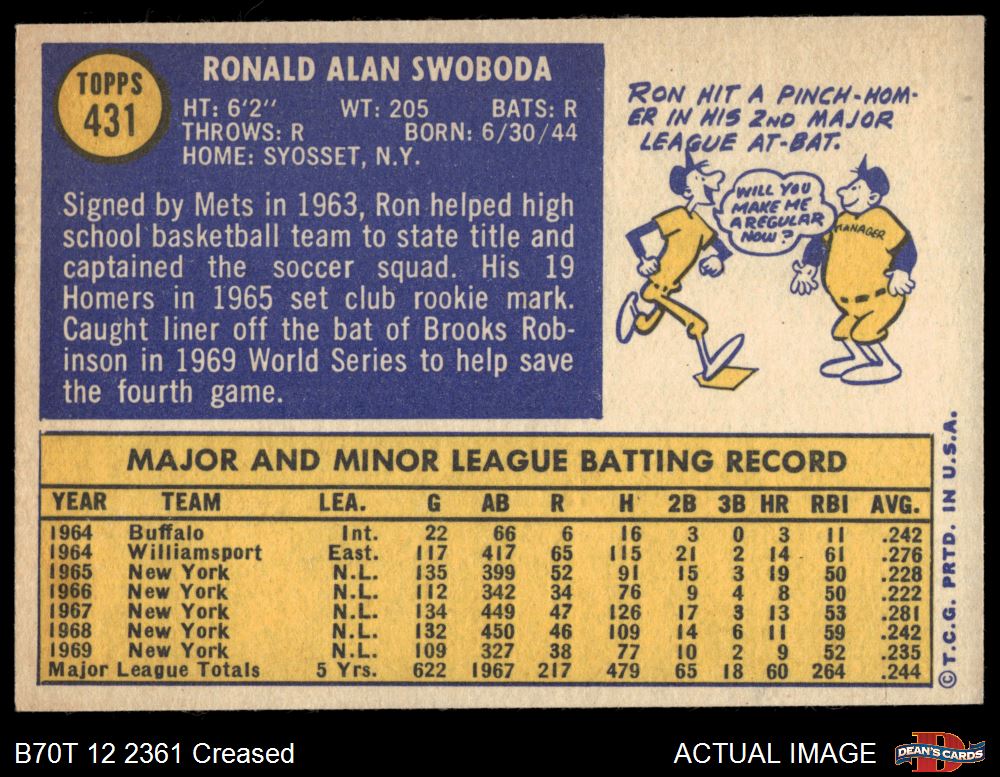 TOPPS
431
RONALD ALAN SWOBODA
HT: 6'2" WT: 205 BATS: R
THROWS: R BORN: 6/30/44
HOME: SYOSSET, N.Y.
Signed by Mets in 1963, Ron helped high
school basketball team to state title and
captained the soccer squad. His 19
Homers in 1965 set club rookie mark.
Caught liner off the bat of Brooks Rob-
inson in 1969 World Series to help save
the fourth game.
RON HIT A PINCH-HOM-
ER IN HIS 2ND MAJOR
LEAGUE AT-BAT.
WILL YOU
MAKE ME
A REGULAR
NOW?
MANAGER
MAJOR AND MINOR LEAGUE BATTING RECORD
YEAR TEAM LEA. G AB R H 2B 3B HR RBI AVG.
1964 Buffalo Int. 22 66 6 16 3 0 3 11 .242
1964 Williamsport East. 117 417 65 115 21 2 14 61 .276
1965 New York N.L. 135 399 52 91 15 3 19 50 .228
1966 New York N.L. 112 342 34 76 9 4 8 50 .222
1967 New York N.L. 134 449 47 126 17 3 13 53 .281
1968 New York N.L. 132 450 46 109 14 6 11 59 .242
1969 New York N.L. 109 327 38 77 10 2 9 52 .235
Major League Totals 5 Yrs. 622 1967 217 479 65 18 60 264 .244
©T.C.G. PRTD. IN U.S.A.
B70T 12 2361 Creased
ACTUAL IMAGE
DEAN'S CARDS